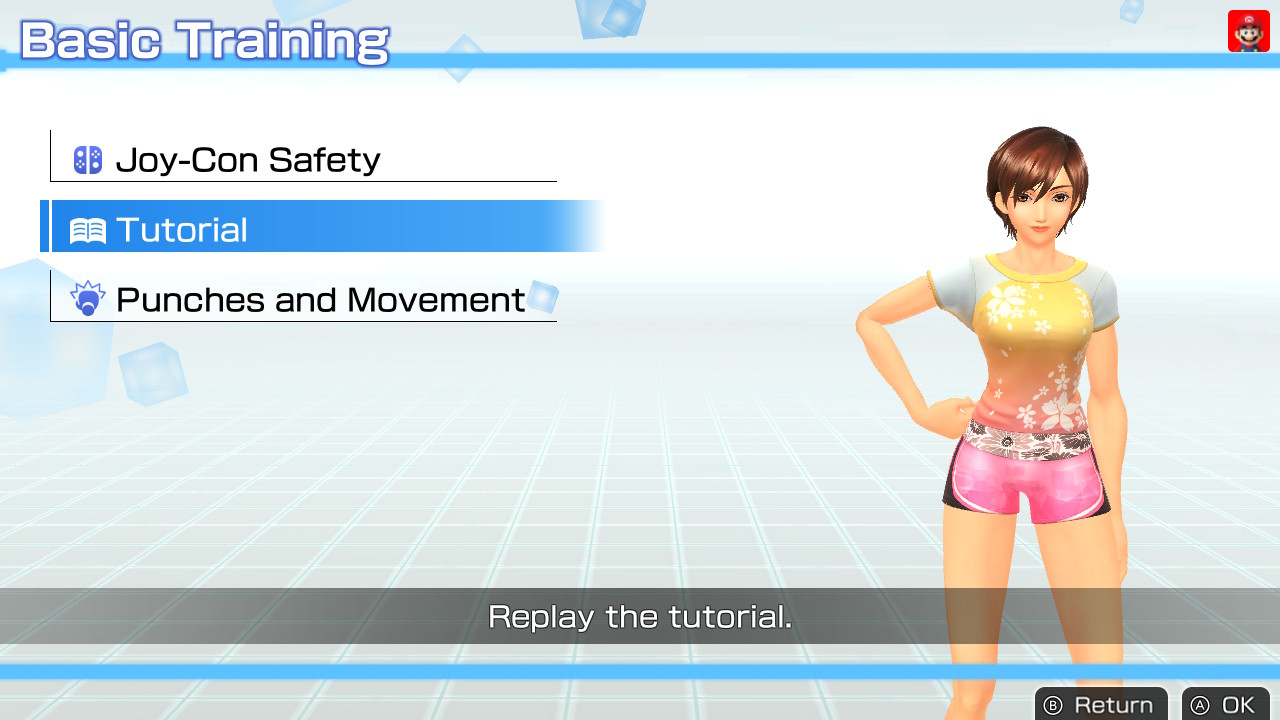 Basic Training
Joy-Con Safety
Tutorial
Punches and Movement
Replay the tutorial.
B Return A OK